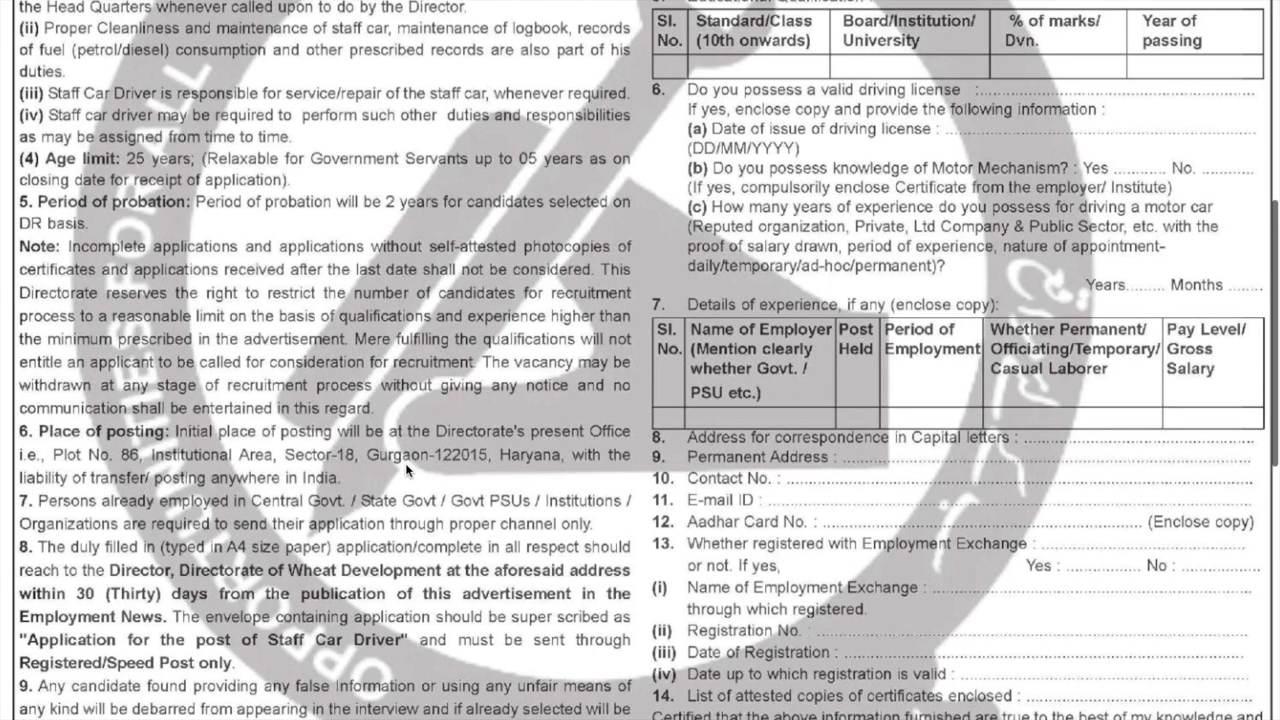 the Head Quarters whenever called upon to do by the Director.
(ii) Proper Cleanliness and maintenance of staff car, maintenance of logbook, records
of fuel (petrol/diesel) consumption and other prescribed records are also part of his
duties.
(iii) Staff Car Driver is responsible for service/repair of the staff car, whenever required.
(iv) Staff car driver may be required to perform such other duties and responsibilities
as may be assigned from time to time.
(4) Age limit: 25 years; (Relaxable for Government Servants up to 05 years as on
closing date for receipt of application).
5. Period of probation: Period of probation will be 2 years for candidates selected on
DR basis.
Note: Incomplete applications and applications without self-attested photocopies of
certificates and applications received after the last date shall not be considered. This
Directorate reserves the right to restrict the number of candidates for recruitment
process to a reasonable limit on the basis of qualifications and experience higher than
the minimum prescribed in the advertisement. Mere fulfilling the qualifications will not
entitle an applicant to be called for consideration for recruitment. The vacancy may be
withdrawn at any stage of recruitment process without giving any notice and no
communication shall be entertained in this regard.
6. Place of posting: Initial place of posting will be at the Directorate's present Office
i.e., Plot No. 86, Institutional Area, Sector-18, Gurgaon-122015, Haryana, with the
liability of transfer/ posting anywhere in India.
7. Persons already employed in Central Govt. / State Govt / Govt PSUs / Institutions /
Organizations are required to send their application through proper channel only.
8. The duly filled in (typed in A4 size paper) application/complete in all respect should
reach to the Director, Directorate of Wheat Development at the aforesaid address
within 30 (Thirty) days from the publication of this advertisement in the
Employment News. The envelope containing application should be super scribed as
"Application for the post of Staff Car Driver" and must be sent through
Registered/Speed Post only.
9. Any candidate found providing any false Information or using any unfair means of
any kind will be debarred from appearing in the interview and if already selected will be
Sl. No. Standard/Class (10th onwards) Board/Institution/ University % of marks/ Dvn. Year of passing
6. Do you possess a valid driving license :..........
If yes, enclose copy and provide the following information :
(a) Date of issue of driving license : ..........
(DD/MM/YYYY)
(b) Do you possess knowledge of Motor Mechanism? : Yes ............ No. ............
(If yes, compulsorily enclose Certificate from the employer/ Institute)
(c) How many years of experience do you possess for driving a motor car
(Reputed organization, Private, Ltd Company & Public Sector, etc. with the
proof of salary drawn, period of experience, nature of appointment-
daily/temporary/ad-hoc/permanent)?
Years......... Months ........
7. Details of experience, if any (enclose copy):
Sl. No. Name of Employer (Mention clearly whether Govt. / PSU etc.) Post Held Period of Employment Whether Permanent/ Officiating/Temporary/ Casual Laborer Pay Level/ Gross Salary
8. Address for correspondence in Capital letters : ..........
9. Permanent Address : ..........
10. Contact No. : ..........
11. E-mail ID : ..........
12. Aadhar Card No. : .......... (Enclose copy)
13. Whether registered with Employment Exchange : ..........
or not. If yes, Yes : ............ No : ............
(i) Name of Employment Exchange : ..........
through which registered.
(ii) Registration No. : ..........
(iii) Date of Registration : ..........
(iv) Date up to which registration is valid : ..........
14. List of attested copies of certificates enclosed : ..........
Certified that the above information furnished are true to the best of my knowledge and